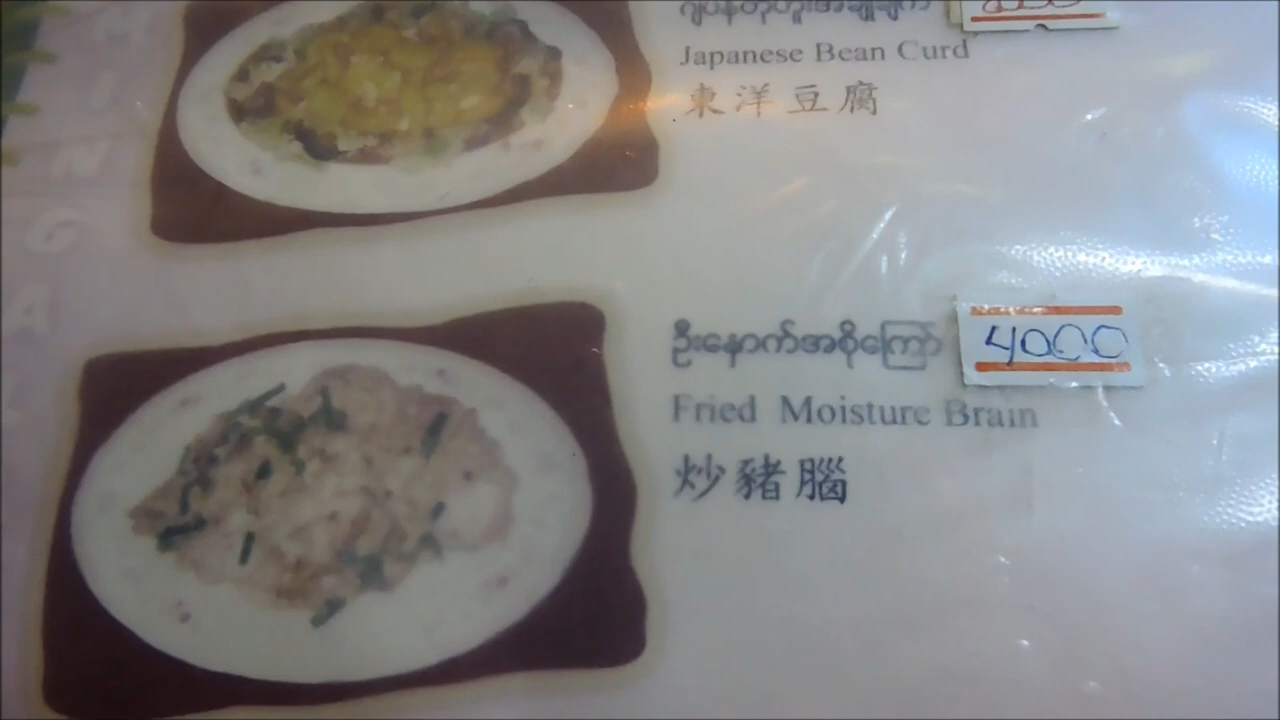 Japanese Bean Curd
東洋豆腐
ဦးနှောက်အစိုကြော် 4000
Fried Moisture Brain
炒豬腦